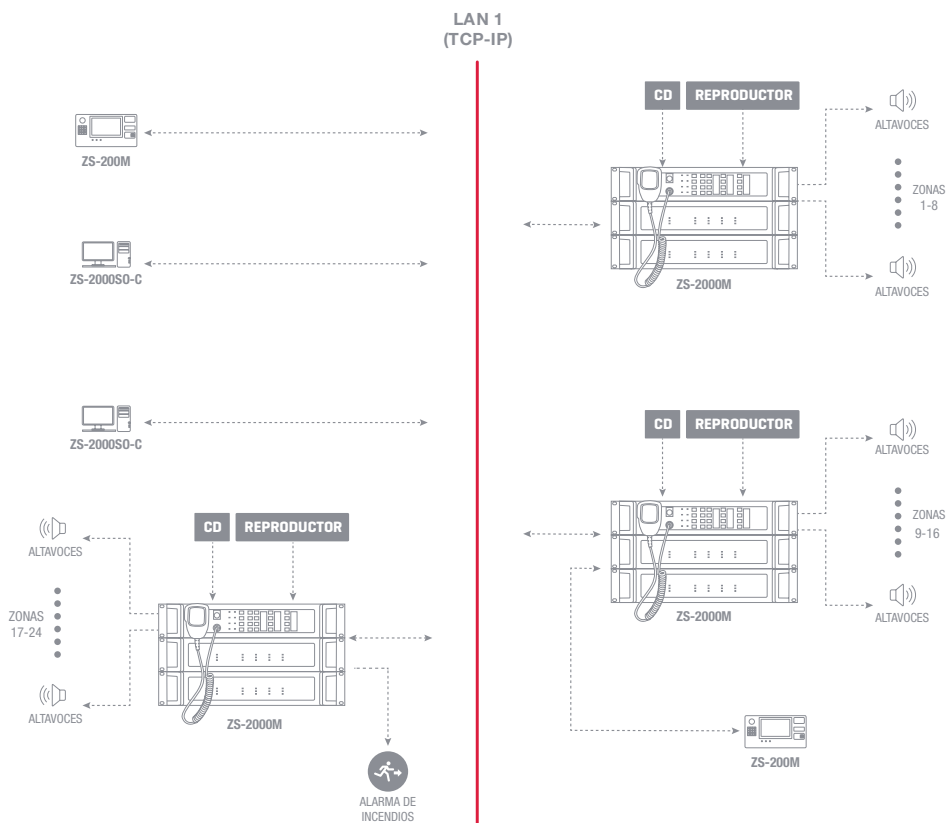 LAN 1
(TCP-IP)
ZS-200M
ZS-2000SO-C
ZS-2000SO-C
CD REPRODUCTOR
ALTAVOCES
ZONAS
17-24
ALTAVOCES
ZS-2000M
ALARMA DE
INCENDIOS
CD REPRODUCTOR
ALTAVOCES
ZONAS
1-8
ALTAVOCES
ZS-2000M
CD REPRODUCTOR
ALTAVOCES
ZONAS
9-16
ALTAVOCES
ZS-2000M
ZS-200M